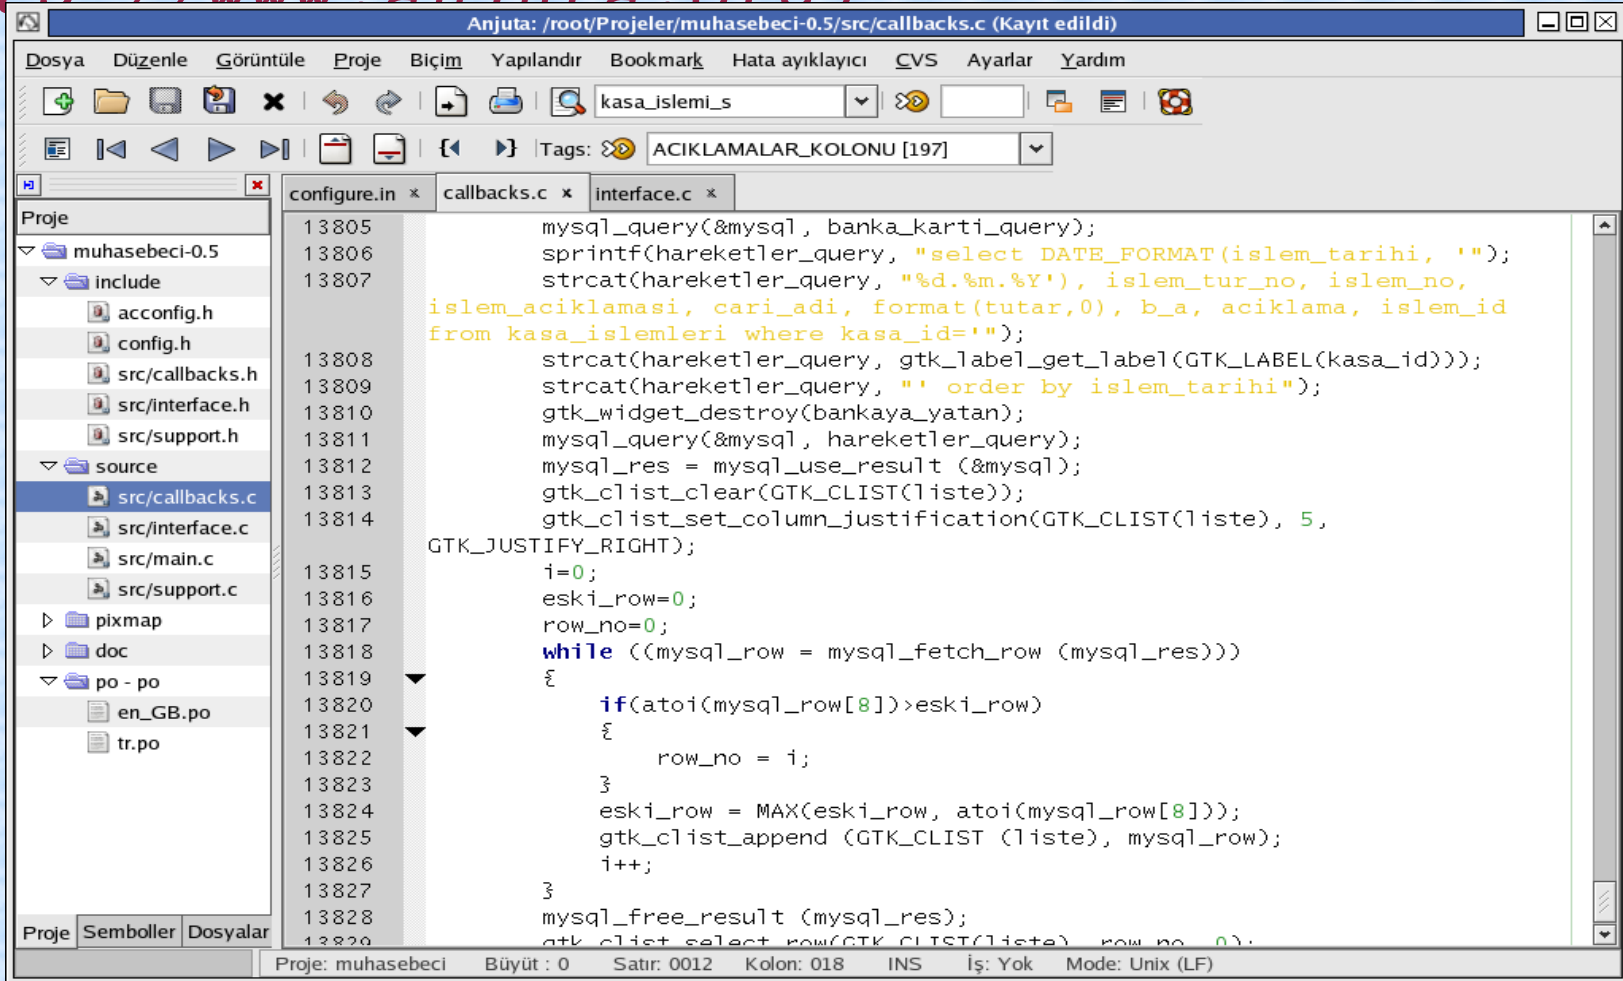 Anjuta: /root/Projeler/muhasebeci-0.5/src/callbacks.c (Kayıt edildi)
Dosya Düzenle Görüntüle Proje Biçim Yapılandır Bookmark Hata ayıklayıcı CVS Ayarlar Yardım
kasa_islemi_s
Tags: ACIKLAMALAR_KOLONU [197]
configure.in callbacks.c interface.c
Proje
muhasebeci-0.5
include
acconfig.h
config.h
src/callbacks.h
src/interface.h
src/support.h
source
src/callbacks.c
src/interface.c
src/main.c
src/support.c
pixmap
doc
po - po
en_GB.po
tr.po
Proje Semboller Dosyalar
13805 mysql_query(&mysql, banka_karti_query);
13806 sprintf(hareketler_query, "select DATE_FORMAT(islem_tarihi, '");
13807 strcat(hareketler_query, "%d.%m.%Y'), islem_tur_no, islem_no,
islem_aciklamasi, cari_adi, format(tutar,0), b_a, aciklama, islem_id
from kasa_islemleri where kasa_id='");
13808 strcat(hareketler_query, gtk_label_get_label(GTK_LABEL(kasa_id)));
13809 strcat(hareketler_query, "' order by islem_tarihi");
13810 gtk_widget_destroy(bankaya_yatan);
13811 mysql_query(&mysql, hareketler_query);
13812 mysql_res = mysql_use_result (&mysql);
13813 gtk_clist_clear(GTK_CLIST(liste));
13814 gtk_clist_set_column_justification(GTK_CLIST(liste), 5,
GTK_JUSTIFY_RIGHT);
13815 i=0;
13816 eski_row=0;
13817 row_no=0;
13818 while ((mysql_row = mysql_fetch_row (mysql_res)))
13819 {
13820 if(atoi(mysql_row[8])>eski_row)
13821 {
13822 row_no = i;
13823 }
13824 eski_row = MAX(eski_row, atoi(mysql_row[8]));
13825 gtk_clist_append (GTK_CLIST (liste), mysql_row);
13826 i++;
13827 }
13828 mysql_free_result (mysql_res);
13829 gtk_clist_select_row(GTK_CLIST(liste), row_no, 0);
Proje: muhasebeci Büyüt : 0 Satır: 0012 Kolon: 018 INS İş: Yok Mode: Unix (LF)